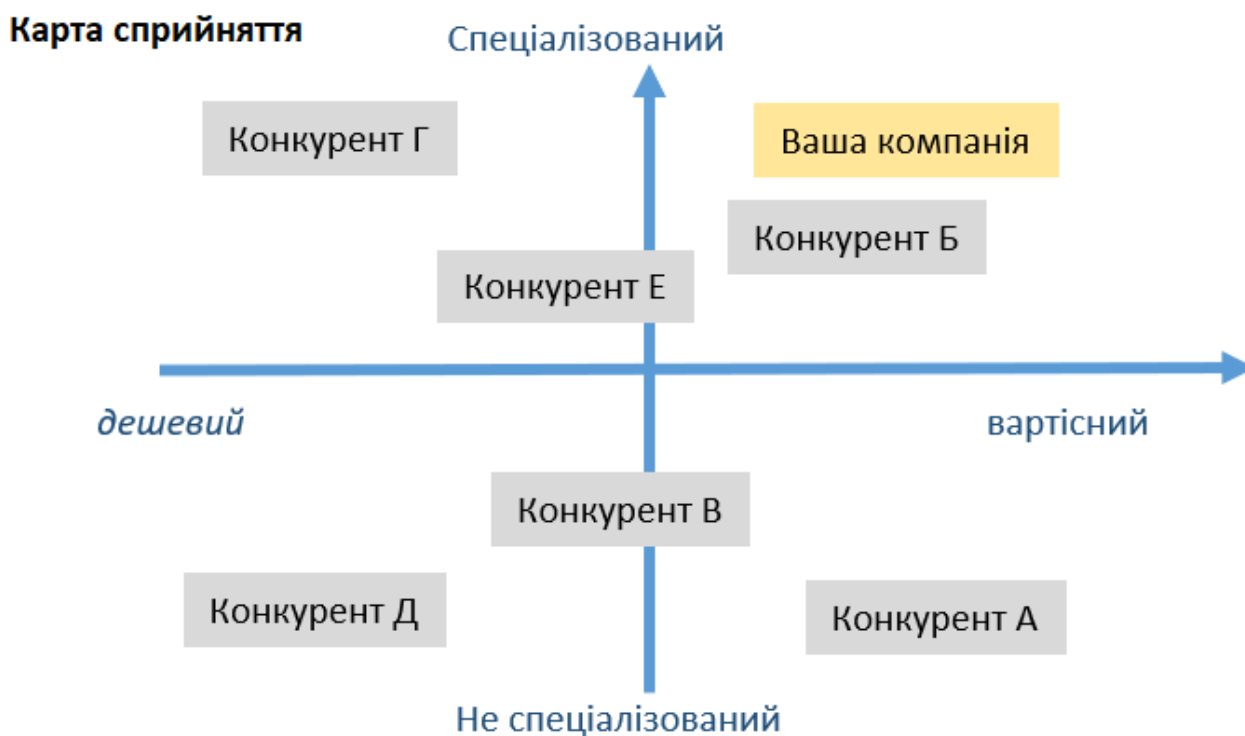 Карта сприйняття
Спеціалізований
Конкурент Г
Ваша компанія
Конкурент Б
Конкурент Е
дешевий
вартісний
Конкурент В
Конкурент Д
Конкурент А
Не спеціалізований